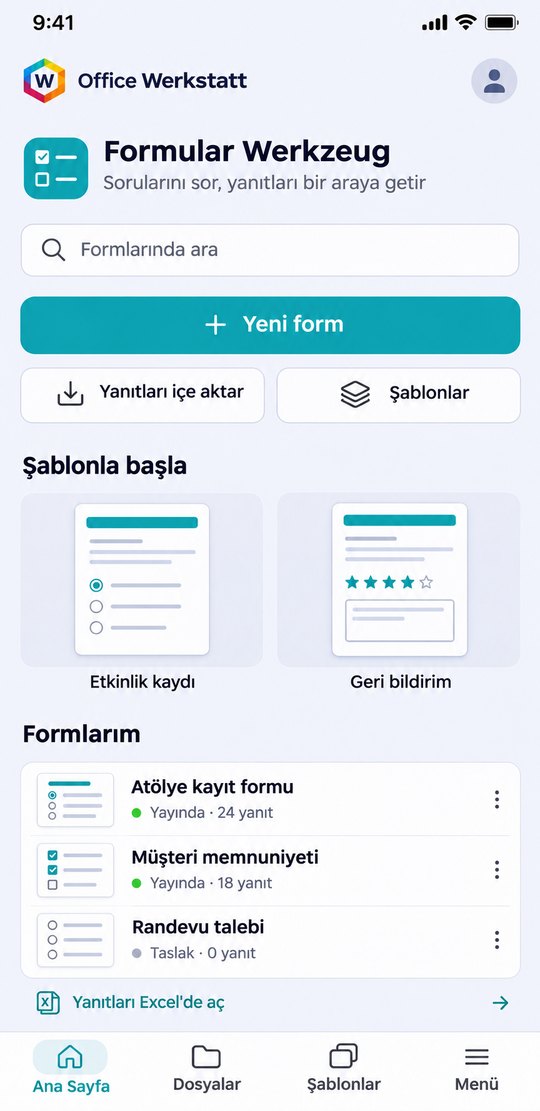 9:41
W Office Werkstatt
Formular Werkzeug
Sorularını sor, yanıtları bir araya getir
Formlarında ara
+ Yeni form
Yanıtları içe aktar
Şablonlar
Şablonla başla
Etkinlik kaydı
Geri bildirim
Formlarım
Atölye kayıt formu
Yayında · 24 yanıt
Müşteri memnuniyeti
Yayında · 18 yanıt
Randevu talebi
Taslak · 0 yanıt
X Yanıtları Excel'de aç
Ana Sayfa
Dosyalar
Şablonlar
Menü